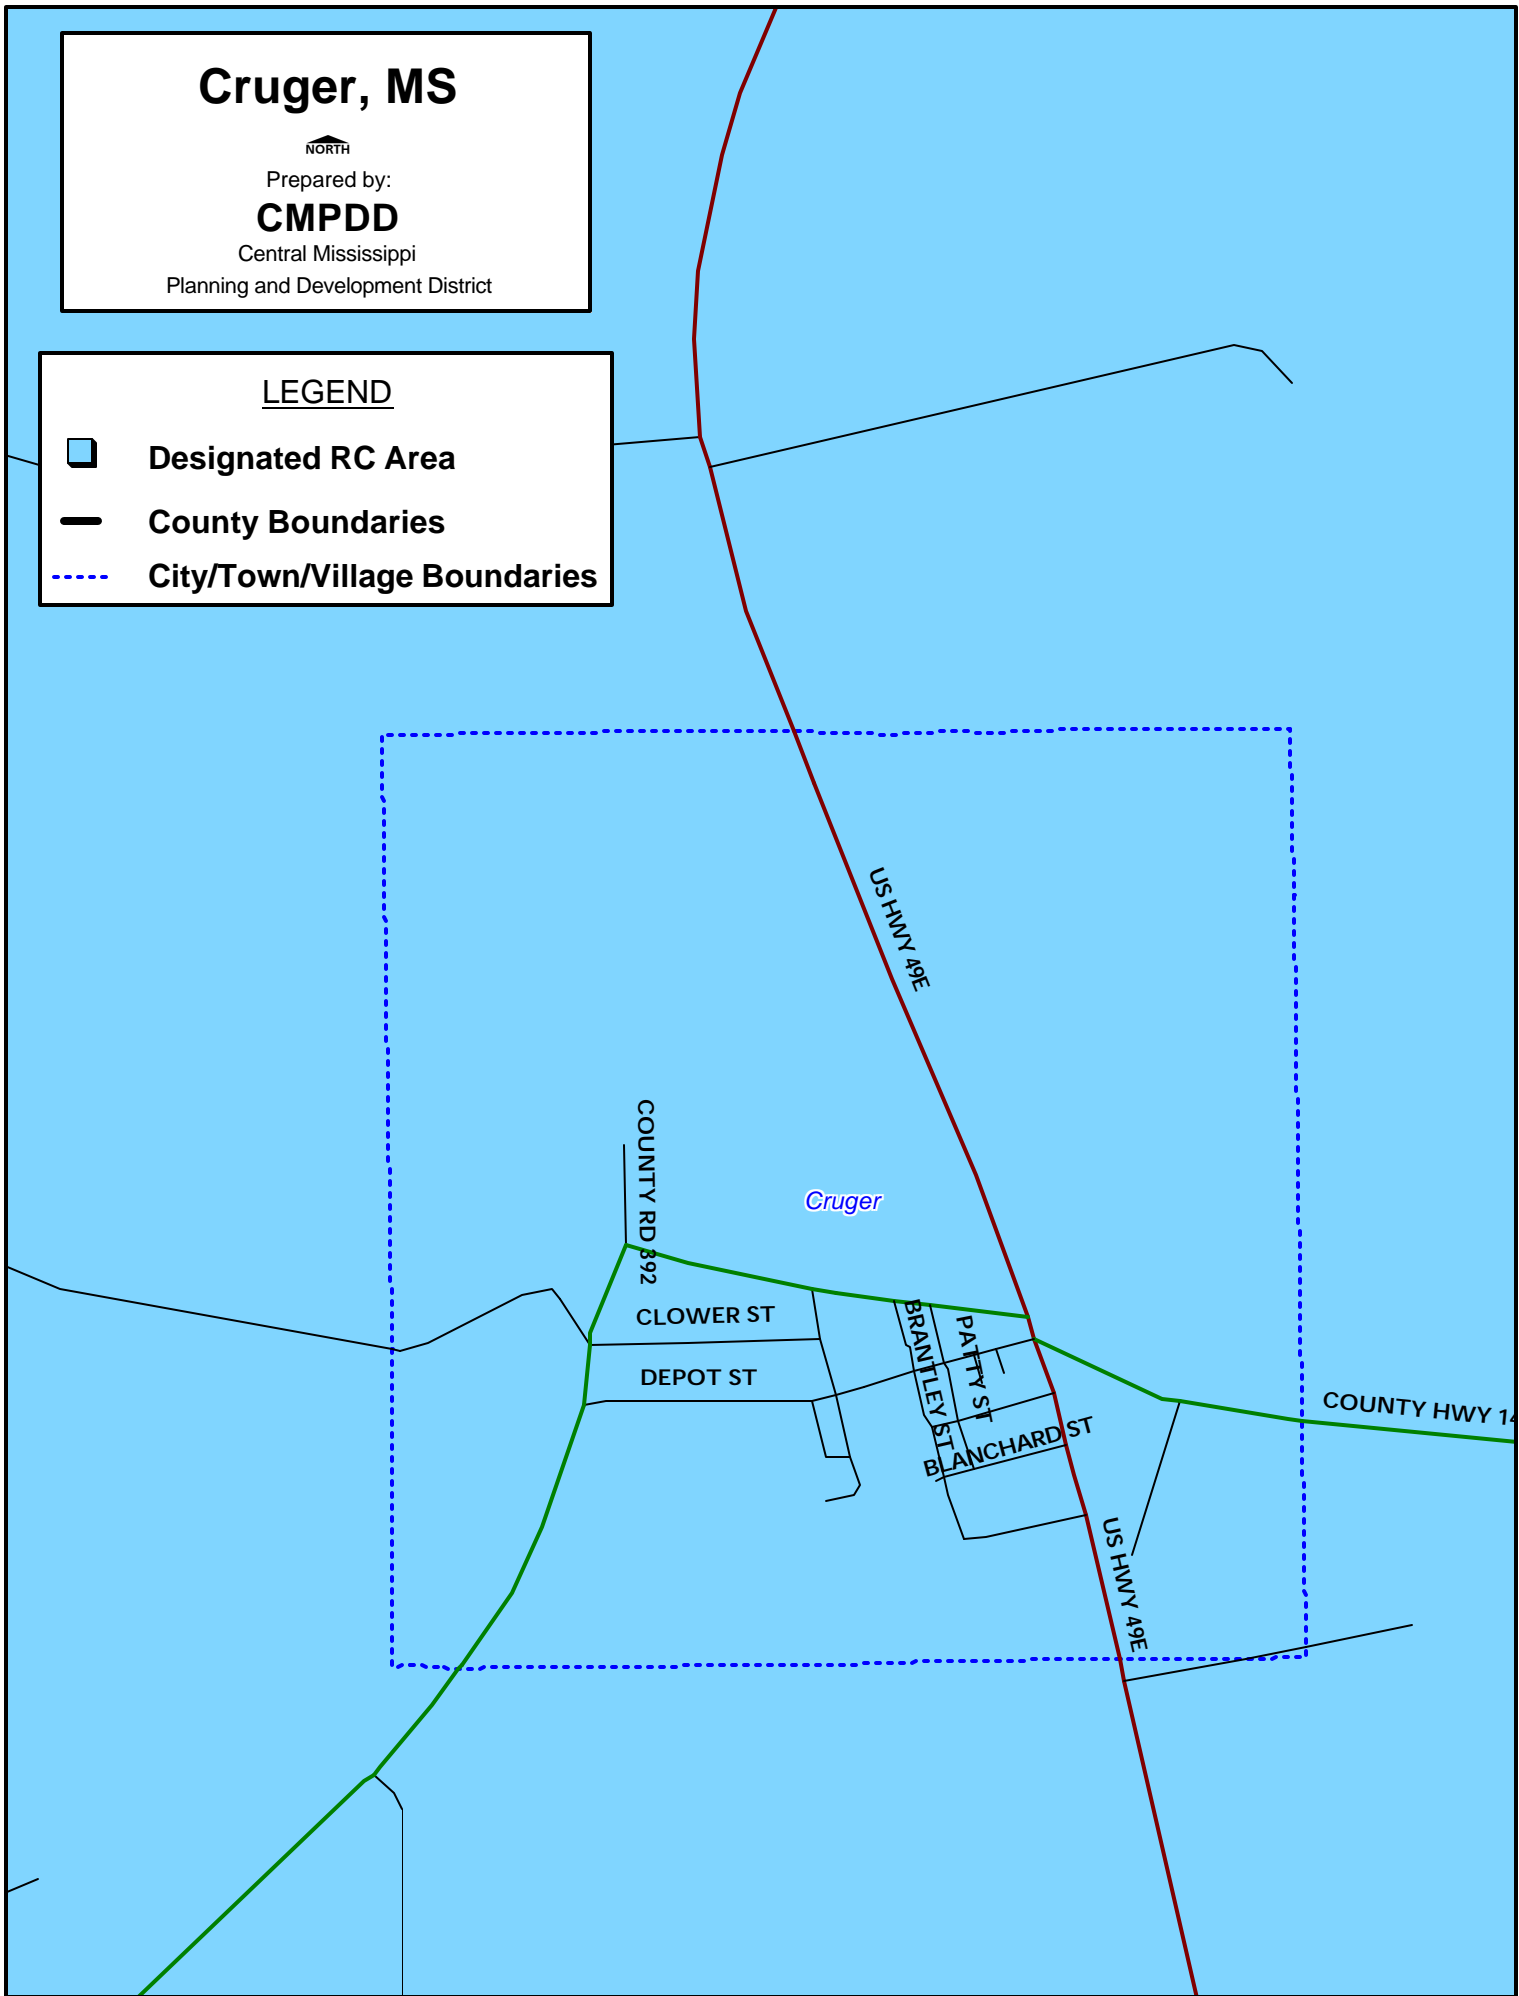 Cruger, MS
NORTH
Prepared by:
CMPDD
Central Mississippi
Planning and Development District
LEGEND
Designated RC Area
County Boundaries
City/Town/Village Boundaries
US HWY 49E
COUNTY RD 392
Cruger
CLOWER ST
DEPOT ST
BRANTLEY ST
PATTY ST
BLANCHARD ST
COUNTY HWY 14
US HWY 49E